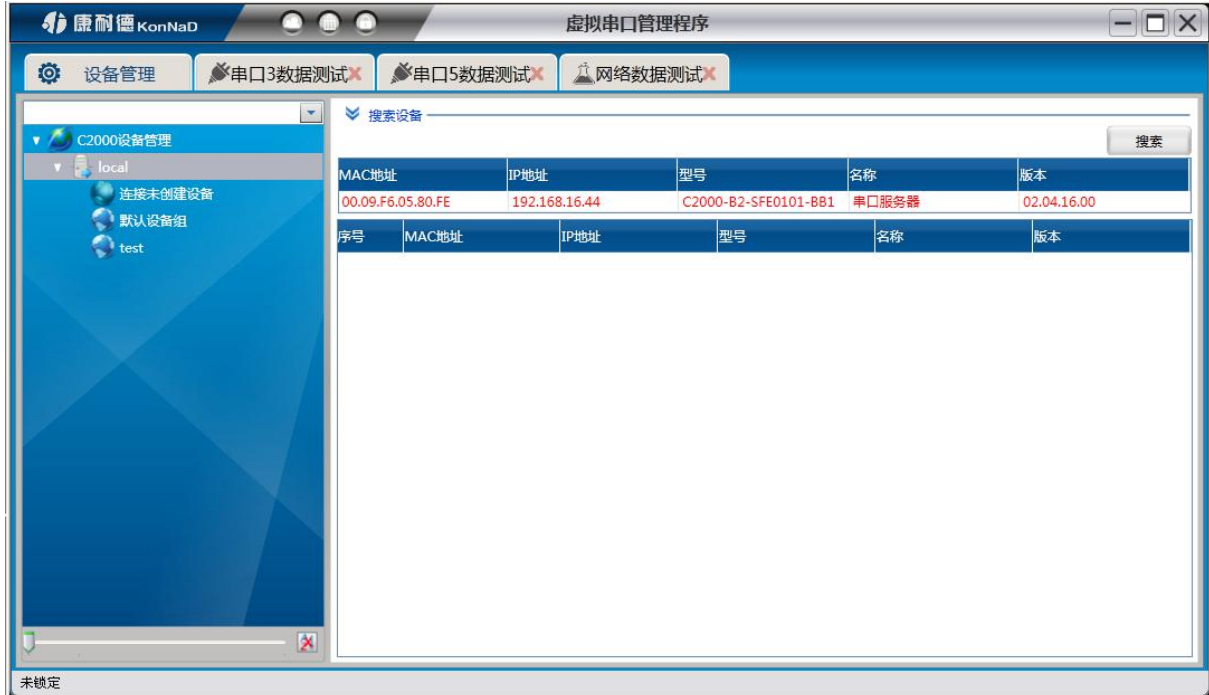 康耐德 KonNaD
虚拟串口管理程序
设备管理 串口3数据测试 串口5数据测试 网络数据测试
搜索设备
C2000设备管理
搜索
local
MAC地址 IP地址 型号 名称 版本
连接未创建设备
00.09.F6.05.80.FE 192.168.16.44 C2000-B2-SFE0101-BB1 串口服务器 02.04.16.00
默认设备组
序号 MAC地址 IP地址 型号 名称 版本
test
未锁定